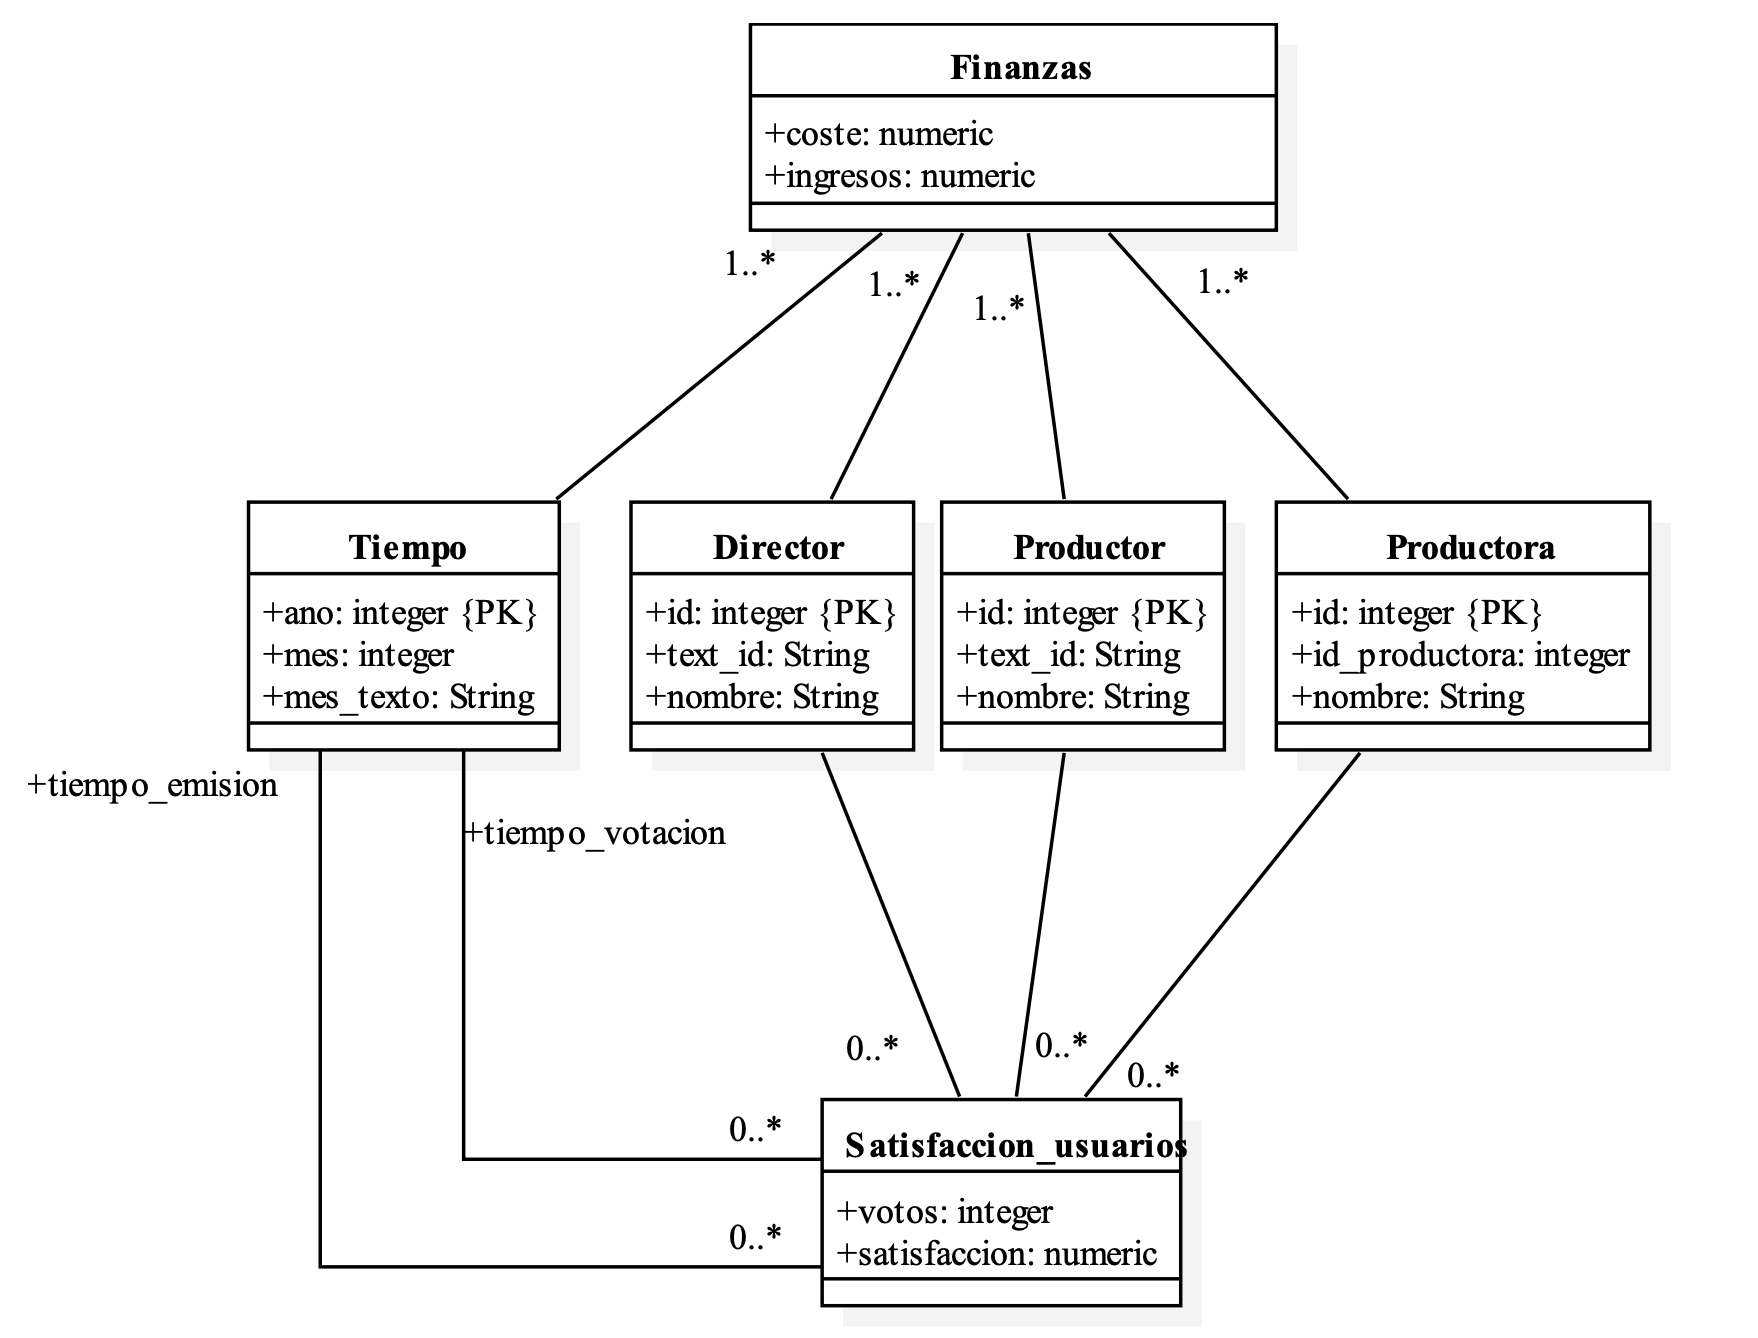 Finanzas
+coste: numeric
+ingresos: numeric
1..*
1..*
1..*
1..*
Tiempo
+ano: integer {PK}
+mes: integer
+mes_texto: String
Director
+id: integer {PK}
+text_id: String
+nombre: String
Productor
+id: integer {PK}
+text_id: String
+nombre: String
Productora
+id: integer {PK}
+id_productora: integer
+nombre: String
+tiempo_emision
+tiempo_votacion
0..*
0..*
0..*
0..*
0..*
Satisfaccion_usuarios
+votos: integer
+satisfaccion: numeric